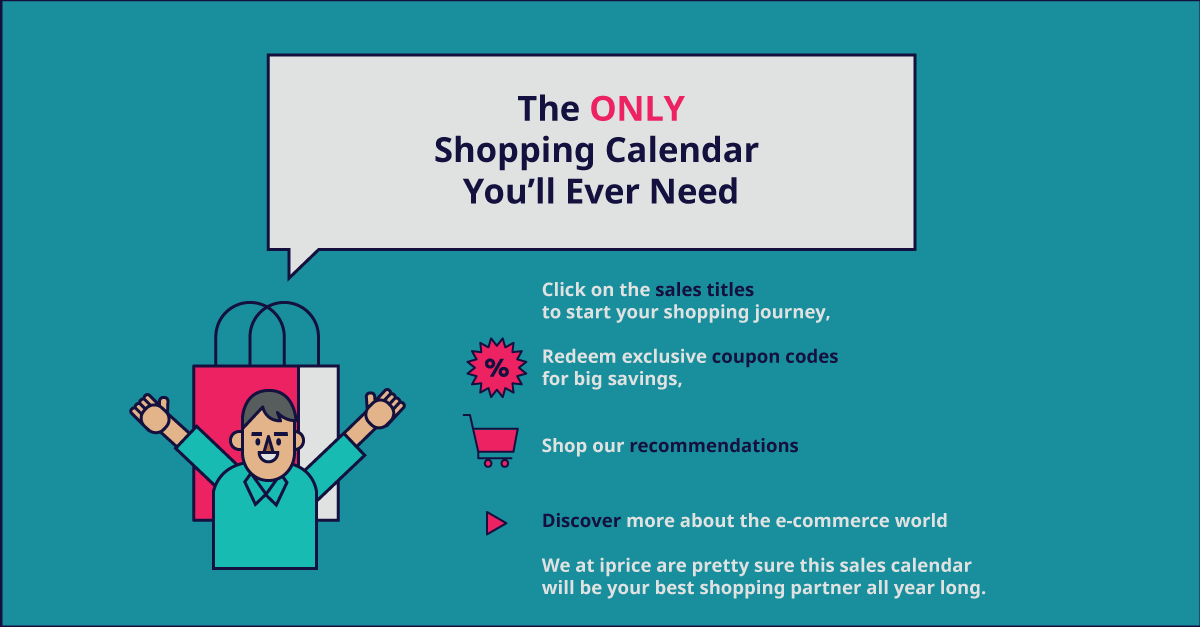 The ONLY
Shopping Calendar
You’ll Ever Need
Click on the sales titles
to start your shopping journey,
%
Redeem exclusive coupon codes
for big savings,
Shop our recommendations
Discover more about the e-commerce world
We at iprice are pretty sure this sales calendar
will be your best shopping partner all year long.